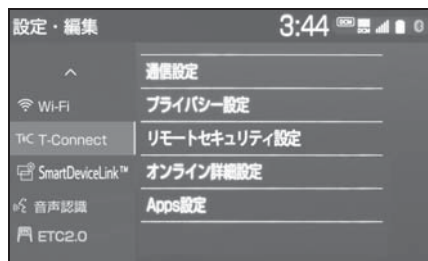 設定・編集 3:44 DCM
Wi-Fi
T-Connect
SmartDeviceLink™
音声認識
ETC2.0
通信設定
プライバシー設定
リモートセキュリティ設定
オンライン詳細設定
Apps設定